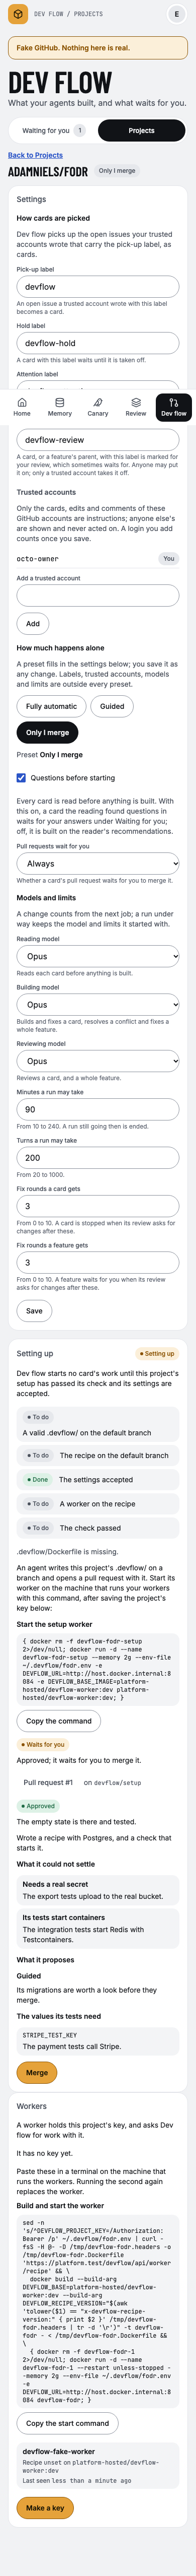 DEV FLOW / PROJECTS
E
Fake GitHub. Nothing here is real.
DEV FLOW
What your agents built, and what waits for you.
Waiting for you 1
Projects
Back to Projects
ADAMNIELS/FODR
Only I merge
Settings
How cards are picked
Dev flow picks up the open issues your trusted
accounts wrote that carry the pick-up label, as
cards.
Pick-up label
devflow
An open issue a trusted account wrote with this label
becomes a card.
Hold label
devflow-hold
A card with this label waits until it is taken off.
Attention label
Home
Memory
Canary
Review
Dev flow
devflow-review
A card, or a feature's parent, with this label is marked for
your review, which sometimes waits for. Anyone may put
it on; only a trusted account takes it off.
Trusted accounts
Only the cards, edits and comments of these
GitHub accounts are instructions; anyone else's
are shown and never acted on. A login you add
counts once you save.
octo-owner
You
Add a trusted account
Add
How much happens alone
A preset fills in the settings below; you save it as
any change. Labels, trusted accounts, models
and limits are outside every preset.
Fully automatic
Guided
Only I merge
Preset Only I merge
Questions before starting
Every card is read before anything is built. With
this on, a card the reading found questions in
waits for your answers under Waiting for you;
off, it is built on the reader's recommendations.
Pull requests wait for you
Always
Whether a card's pull request waits for you to merge it.
Models and limits
A change counts from the next job; a run under
way keeps the model and limits it started with.
Reading model
Opus
Reads each card before anything is built.
Building model
Opus
Builds and fixes a card, resolves a conflict and fixes a
whole feature.
Reviewing model
Opus
Reviews a card, and a whole feature.
Minutes a run may take
90
From 10 to 240. A run still going then is ended.
Turns a run may take
200
From 20 to 1000.
Fix rounds a card gets
3
From 0 to 10. A card is stopped when its review asks for
changes after these.
Fix rounds a feature gets
3
From 0 to 10. A feature waits for you when its review
asks for changes after these.
Save
Setting up
Setting up
Dev flow starts no card's work until this project's
setup has passed its check and its settings are
accepted.
To do
A valid .devflow/ on the default branch
To do
The recipe on the default branch
Done
The settings accepted
To do
A worker on the recipe
To do
The check passed
.devflow/Dockerfile is missing.
An agent writes this project's .devflow/ on a
branch and opens a pull request with it. Start its
worker on the machine that runs your workers
with this command, after saving the project's
key below:
Start the setup worker
{ docker rm -f devflow-fodr-setup
2>/dev/null; docker run -d --name
devflow-fodr-setup --memory 2g --env-file
~/.devflow/fodr.env -e
DEVFLOW_URL=http://host.docker.internal:8
084 -e DEVFLOW_BASE_IMAGE=platform-
hosted/devflow-worker:dev platform-
hosted/devflow-worker:dev; }
Copy the command
Waits for you
Approved; it waits for you to merge it.
Pull request #1 on devflow/setup
Approved
The empty state is there and tested.
Wrote a recipe with Postgres, and a check that
starts it.
What it could not settle
Needs a real secret
The export tests upload to the real bucket.
Its tests start containers
The integration tests start Redis with
Testcontainers.
What it proposes
Guided
Its migrations are worth a look before they
merge.
The values its tests need
STRIPE_TEST_KEY
The payment tests call Stripe.
Merge
Workers
A worker holds this project's key, and asks Dev
flow for work with it.
It has no key yet.
Paste these in a terminal on the machine that
runs the workers. Running the second again
replaces the worker.
Build and start the worker
sed -n
's/^DEVFLOW_PROJECT_KEY=/Authorization:
Bearer /p' ~/.devflow/fodr.env | curl -
fsS -H @- -D /tmp/devflow-fodr.headers -o
/tmp/devflow-fodr.Dockerfile
'https://platform.test/devflow/api/worker
/recipe' && \
docker build --build-arg
DEVFLOW_BASE=platform-hosted/devflow-
worker:dev --build-arg
DEVFLOW_RECIPE_VERSION="$(awk
'tolower($1) == "x-devflow-recipe-
version:" { print $2 }' /tmp/devflow-
fodr.headers | tr -d '\r')" -t devflow-
fodr - < /tmp/devflow-fodr.Dockerfile &&
\
{ docker rm -f devflow-fodr-1
2>/dev/null; docker run -d --name
devflow-fodr-1 --restart unless-stopped -
-memory 2g --env-file ~/.devflow/fodr.env
-e
DEVFLOW_URL=http://host.docker.internal:8
084 devflow-fodr; }
Copy the start command
devflow-fake-worker
Recipe unset on platform-hosted/devflow-
worker:dev
Last seen less than a minute ago
Make a key